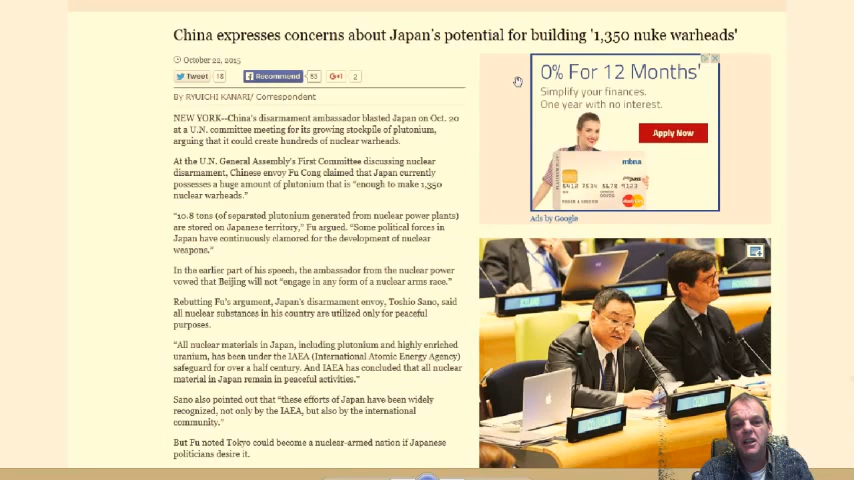 China expresses concerns about Japan's potential for building '1,350 nuke warheads'
October 22, 2015
Tweet 18 Recommend 53 +1 2
By RYUICHI KANARI/ Correspondent
NEW YORK--China's disarmament ambassador blasted Japan on Oct. 20
at a U.N. committee meeting for its growing stockpile of plutonium,
arguing that it could create hundreds of nuclear warheads.
At the U.N. General Assembly's First Committee discussing nuclear
disarmament, Chinese envoy Fu Cong claimed that Japan currently
possesses a huge amount of plutonium that is “enough to make 1,350
nuclear warheads.”
“10.8 tons (of separated plutonium generated from nuclear power plants)
are stored on Japanese territory,” Fu argued. “Some political forces in
Japan have continuously clamored for the development of nuclear
weapons.”
In the earlier part of his speech, the ambassador from the nuclear power
vowed that Beijing will not “engage in any form of a nuclear arms race.”
Rebutting Fu's argument, Japan's disarmament envoy, Toshio Sano, said
all nuclear substances in his country are utilized only for peaceful
purposes.
“All nuclear materials in Japan, including plutonium and highly enriched
uranium, has been under the IAEA (International Atomic Energy Agency)
safeguard for over a half century. And IAEA has concluded that all nuclear
material in Japan remain in peaceful activities.”
Sano also pointed out that “these efforts of Japan have been widely
recognized, not only by the IAEA, but also by the international
community.”
But Fu noted Tokyo could become a nuclear-armed nation if Japanese
politicians desire it.
0% For 12 Months'
Simplify your finances.
One year with no interest.
Apply Now
mbna
5412 7534 5678 9123
MasterCard
Ads by Google